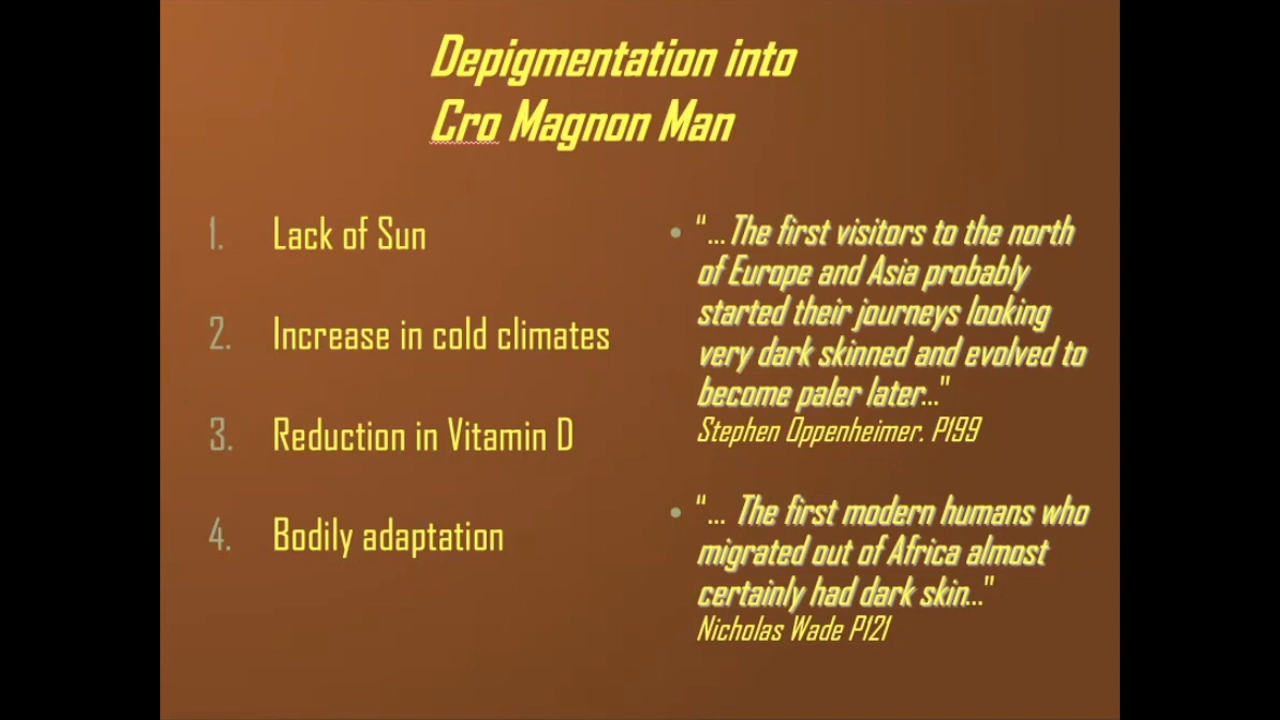 Depigmentation into
Cro Magnon Man
1. Lack of Sun
2. Increase in cold climates
3. Reduction in Vitamin D
4. Bodily adaptation
• "... The first visitors to the north
of Europe and Asia probably
started their journeys looking
very dark skinned and evolved to
become paler later..."
Stephen Oppenheimer. P199
• "... The first modern humans who
migrated out of Africa almost
certainly had dark skin..."
Nicholas Wade P121